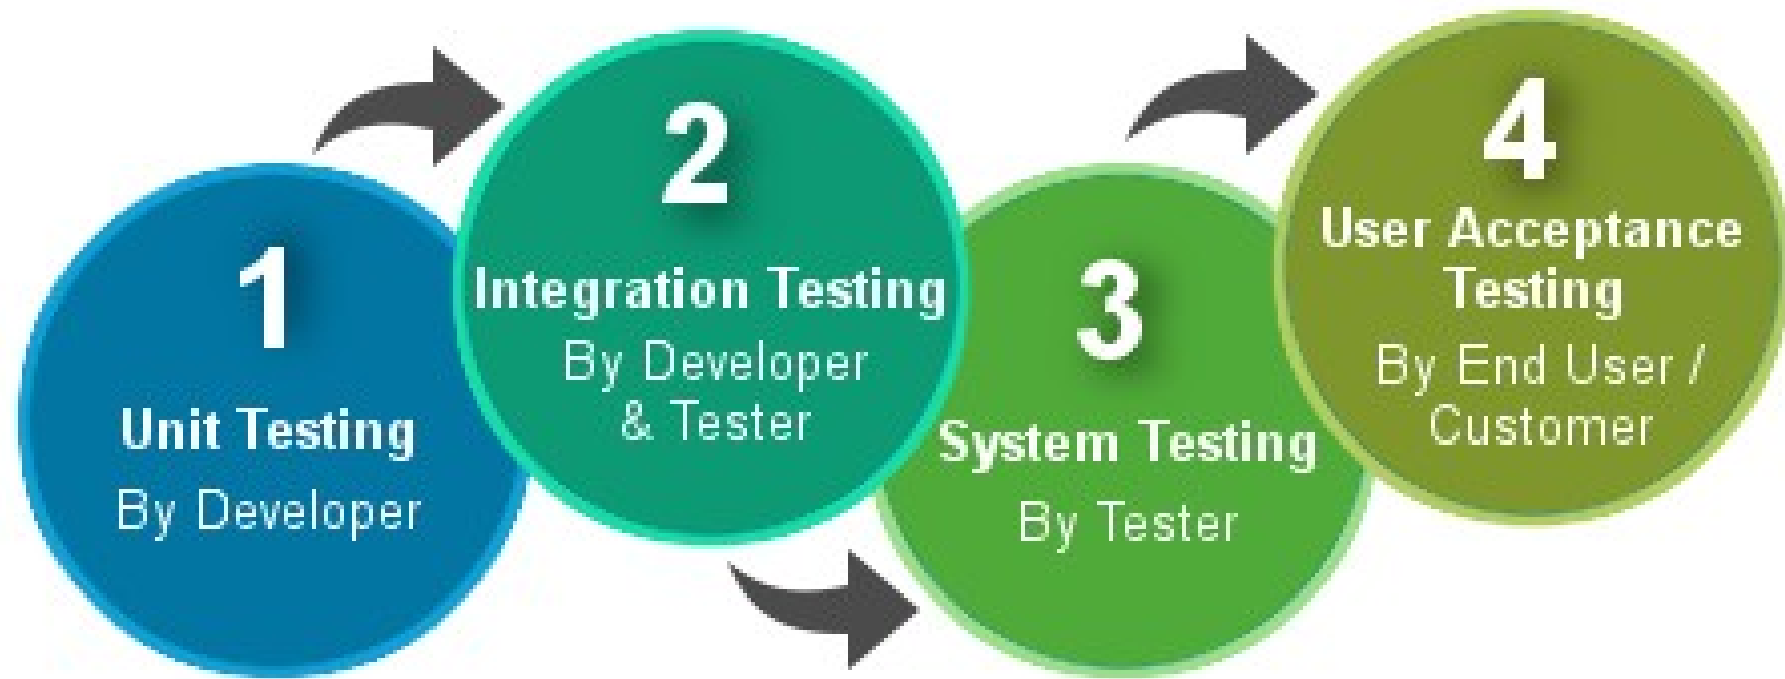 1
Unit Testing
By Developer
2
Integration Testing
By Developer
& Tester
3
System Testing
By Tester
4
User Acceptance
Testing
By End User /
Customer